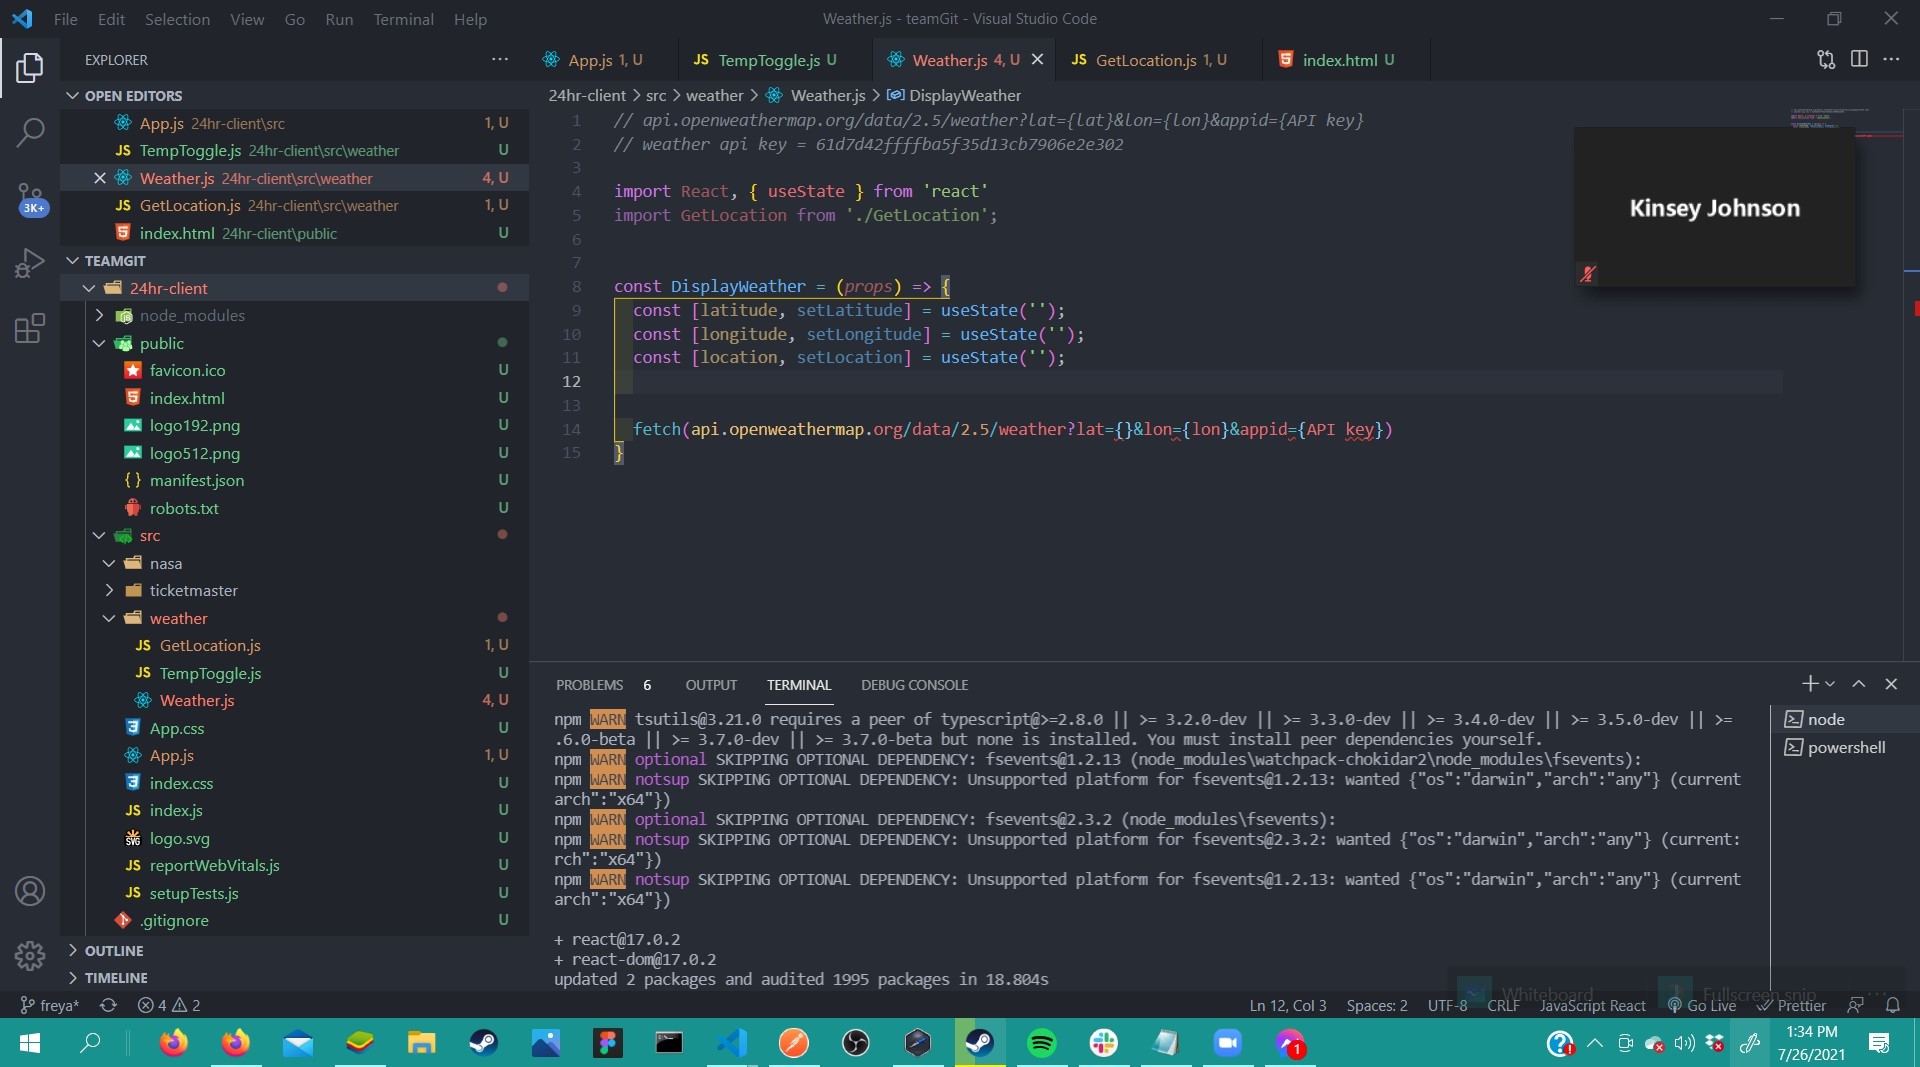 File Edit Selection View Go Run Terminal Help
Weather.js - teamGit - Visual Studio Code
EXPLORER
App.js 1, U
TempToggle.js U
Weather.js 4, U
GetLocation.js 1, U
index.html U
OPEN EDITORS
App.js 24hr-client\src 1, U
TempToggle.js 24hr-client\src\weather U
Weather.js 24hr-client\src\weather 4, U
GetLocation.js 24hr-client\src\weather 1, U
index.html 24hr-client\public U
TEAMGIT
24hr-client
node_modules
public
favicon.ico U
index.html U
logo192.png U
logo512.png U
manifest.json U
robots.txt U
src
nasa
ticketmaster
weather
GetLocation.js 1, U
TempToggle.js U
Weather.js 4, U
App.css U
App.js 1, U
index.css U
index.js U
logo.svg U
reportWebVitals.js U
setupTests.js U
.gitignore U
OUTLINE
TIMELINE
3K+
24hr-client > src > weather > Weather.js > DisplayWeather
1 // api.openweathermap.org/data/2.5/weather?lat={lat}&lon={lon}&appid={API key}
2 // weather api key = 61d7d42ffffba5f35d13cb7906e2e302
3
4 import React, { useState } from 'react'
5 import GetLocation from './GetLocation';
6
7
8 const DisplayWeather = (props) => {
9 const [latitude, setLatitude] = useState('');
10 const [longitude, setLongitude] = useState('');
11 const [location, setLocation] = useState('');
12
13
14 fetch(api.openweathermap.org/data/2.5/weather?lat={}&lon={lon}&appid={API key})
15 }
Kinsey Johnson
PROBLEMS 6 OUTPUT TERMINAL DEBUG CONSOLE
npm WARN tsutils@3.21.0 requires a peer of typescript@>=2.8.0 || >= 3.2.0-dev || >= 3.3.0-dev || >= 3.4.0-dev || >= 3.5.0-dev || >=
.6.0-beta || >= 3.7.0-dev || >= 3.7.0-beta but none is installed. You must install peer dependencies yourself.
npm WARN optional SKIPPING OPTIONAL DEPENDENCY: fsevents@1.2.13 (node_modules\watchpack-chokidar2\node_modules\fsevents):
npm WARN notsup SKIPPING OPTIONAL DEPENDENCY: Unsupported platform for fsevents@1.2.13: wanted {"os":"darwin","arch":"any"} (current
arch":"x64"})
npm WARN optional SKIPPING OPTIONAL DEPENDENCY: fsevents@2.3.2 (node_modules\fsevents):
npm WARN notsup SKIPPING OPTIONAL DEPENDENCY: Unsupported platform for fsevents@2.3.2: wanted {"os":"darwin","arch":"any"} (current:
rch":"x64"})
npm WARN notsup SKIPPING OPTIONAL DEPENDENCY: Unsupported platform for fsevents@1.2.13: wanted {"os":"darwin","arch":"any"} (current
arch":"x64"})
+ react@17.0.2
+ react-dom@17.0.2
updated 2 packages and audited 1995 packages in 18.804s
node
powershell
Whiteboard Fullscreen snip
freya* 4 2
Ln 12, Col 3 Spaces: 2 UTF-8 CRLF JavaScript React Go Live Prettier
1
1:34 PM
7/26/2021